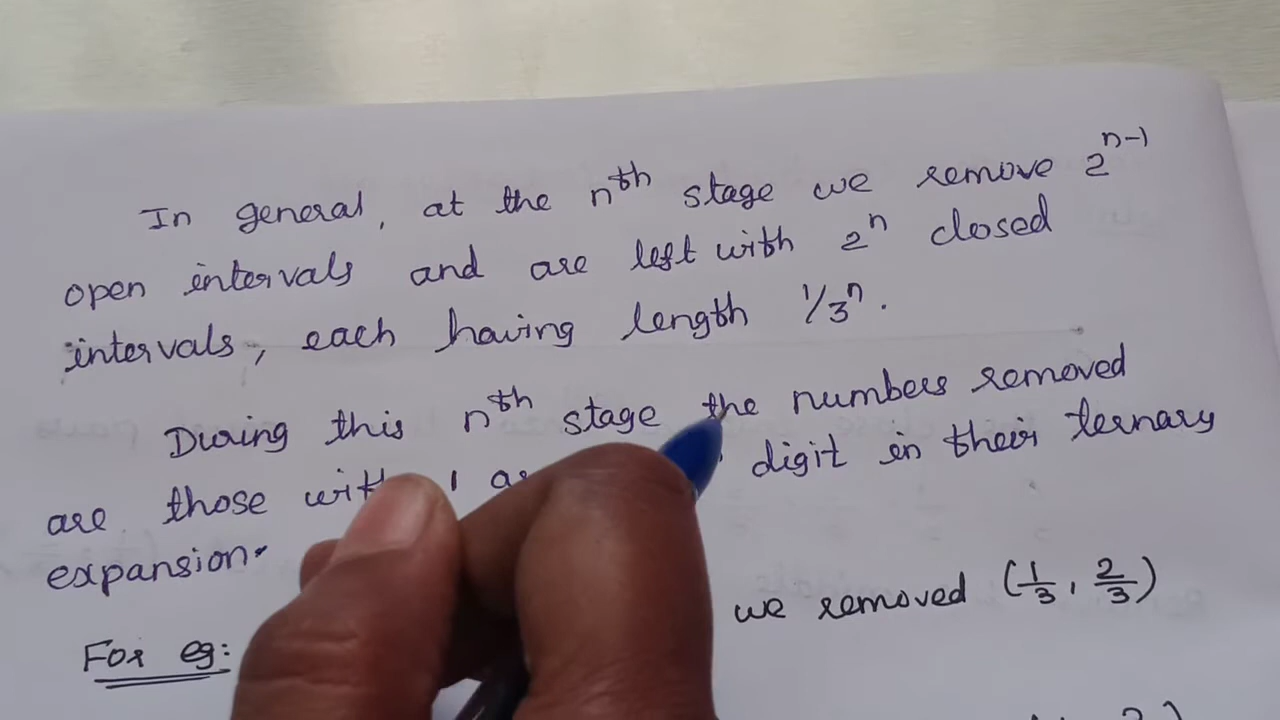 In general, at the nth stage we remove 2^{n-1}
open intervals and are left with 2^n closed
intervals, each having length 1/3^n.
During this nth stage the numbers removed
are those with 1 digit in their ternary
expansion.
we removed (1/3, 2/3)
For eg: